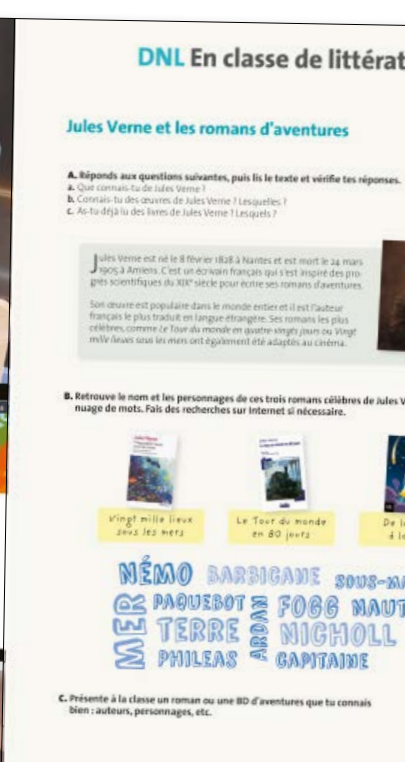 DNL En classe de littérat
Jules Verne et les romans d'aventures
A. Réponds aux questions suivantes, puis lis le texte et vérifie tes réponses.
a. Que connais-tu de Jules Verne ?
b. Connais-tu des œuvres de Jules Verne ? Lesquelles ?
c. As-tu déjà lu des livres de Jules Verne ? Lesquels ?
Jules Verne est né le 8 février 1828 à Nantes et est mort le 24 mars
1905 à Amiens. C'est un écrivain français qui s'est inspiré des pro-
grès scientifiques du XIXe siècle pour écrire ses romans d'aventures.
Son œuvre est populaire dans le monde entier et il est l'auteur
français le plus traduit en langue étrangère. Ses romans les plus
célèbres, comme Le Tour du monde en quatre-vingts jours ou Vingt
mille lieues sous les mers ont également été adaptés au cinéma.
B. Retrouve le nom et les personnages de ces trois romans célèbres de Jules V
nuage de mots. Fais des recherches sur Internet si nécessaire.
Vingt mille lieux
sous les mers
Le Tour du monde
en 80 jours
De l
à l
NÉMO BARBICANE SOUS-MA
MER PAQUEBOT ARDAN FOGG NAUT
TERRE NICHOLL
PHILEAS CAPITAINE
C. Présente à la classe un roman ou une BD d'aventures que tu connais
bien : auteurs, personnages, etc.